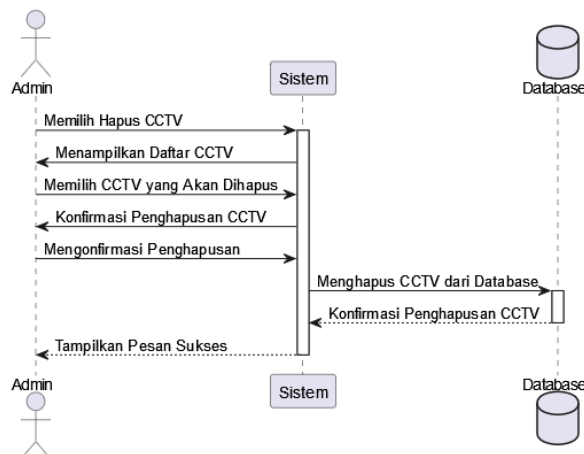 Admin
Sistem
Database
Memilih Hapus CCTV
Menampilkan Daftar CCTV
Memilih CCTV yang Akan Dihapus
Konfirmasi Penghapusan CCTV
Mengonfirmasi Penghapusan
Menghapus CCTV dari Database
Konfirmasi Penghapusan CCTV
Tampilkan Pesan Sukses
Admin
Sistem
Database